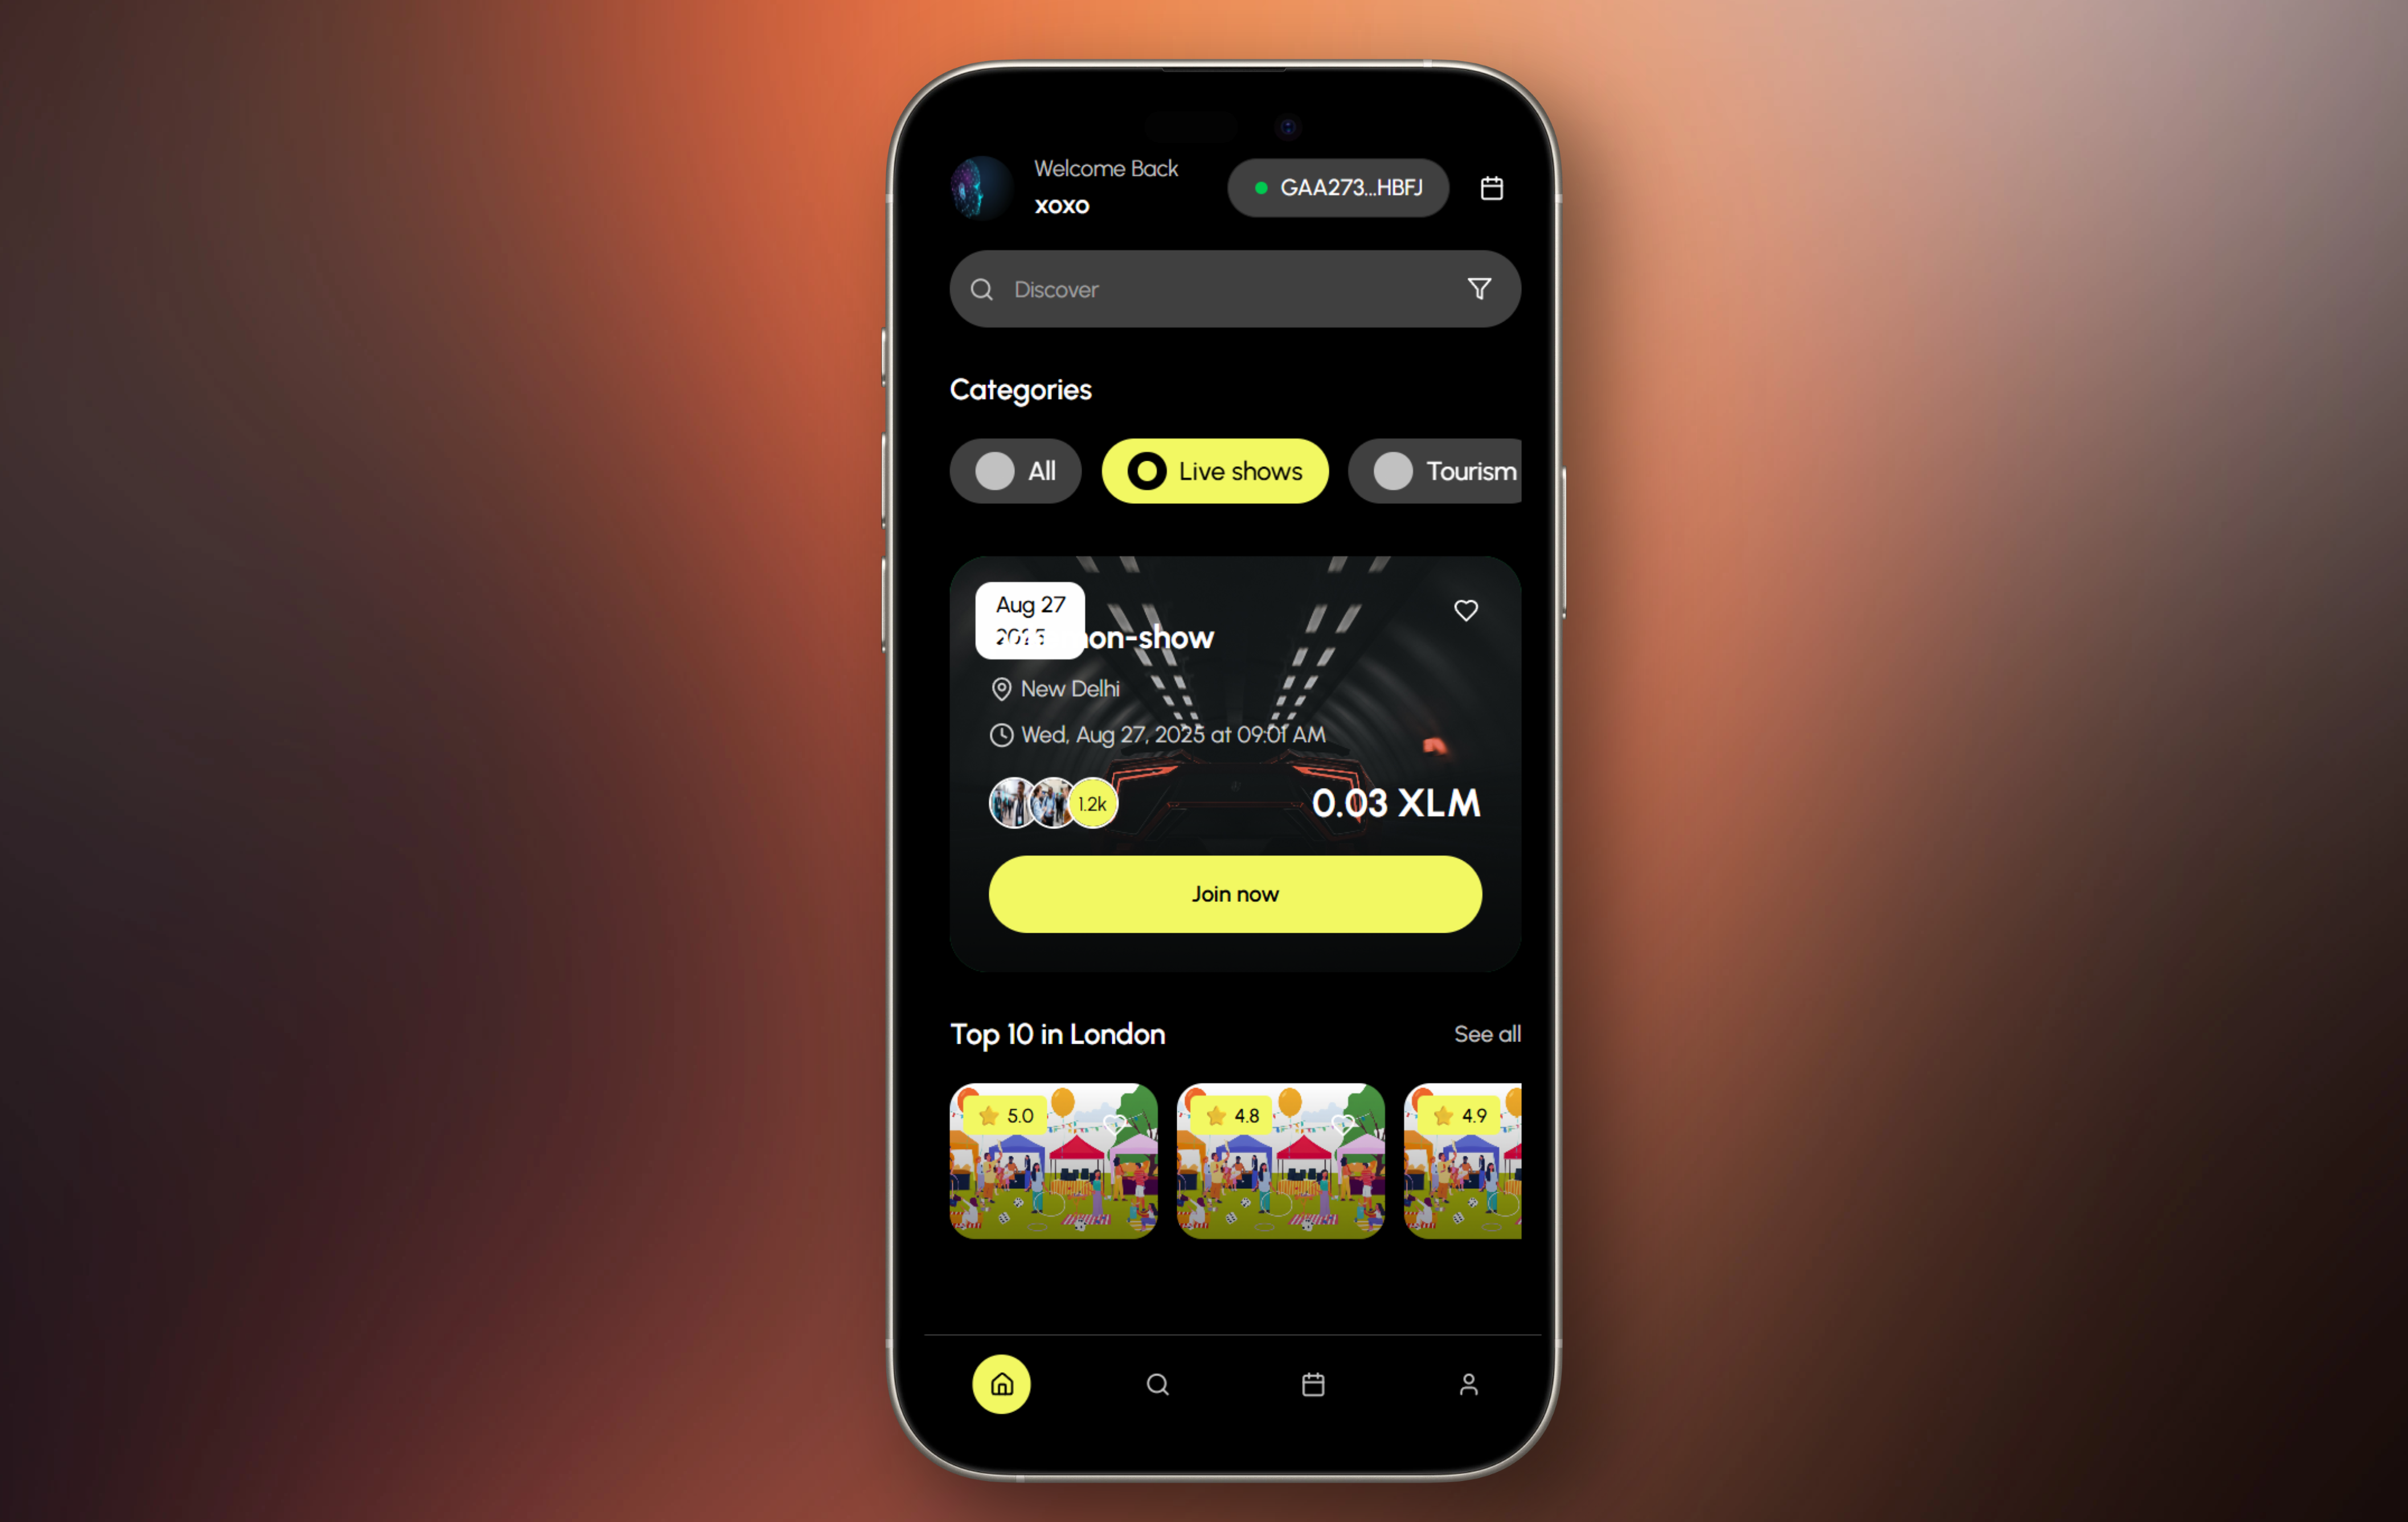 Welcome Back
xoxo
GAA273...HBFJ
Discover
Categories
All
Live shows
Tourism
Aug 27
2025
on-show
New Delhi
Wed, Aug 27, 2025 at 09:01 AM
1.2k
0.03 XLM
Join now
Top 10 in London
See all
5.0
4.8
4.9